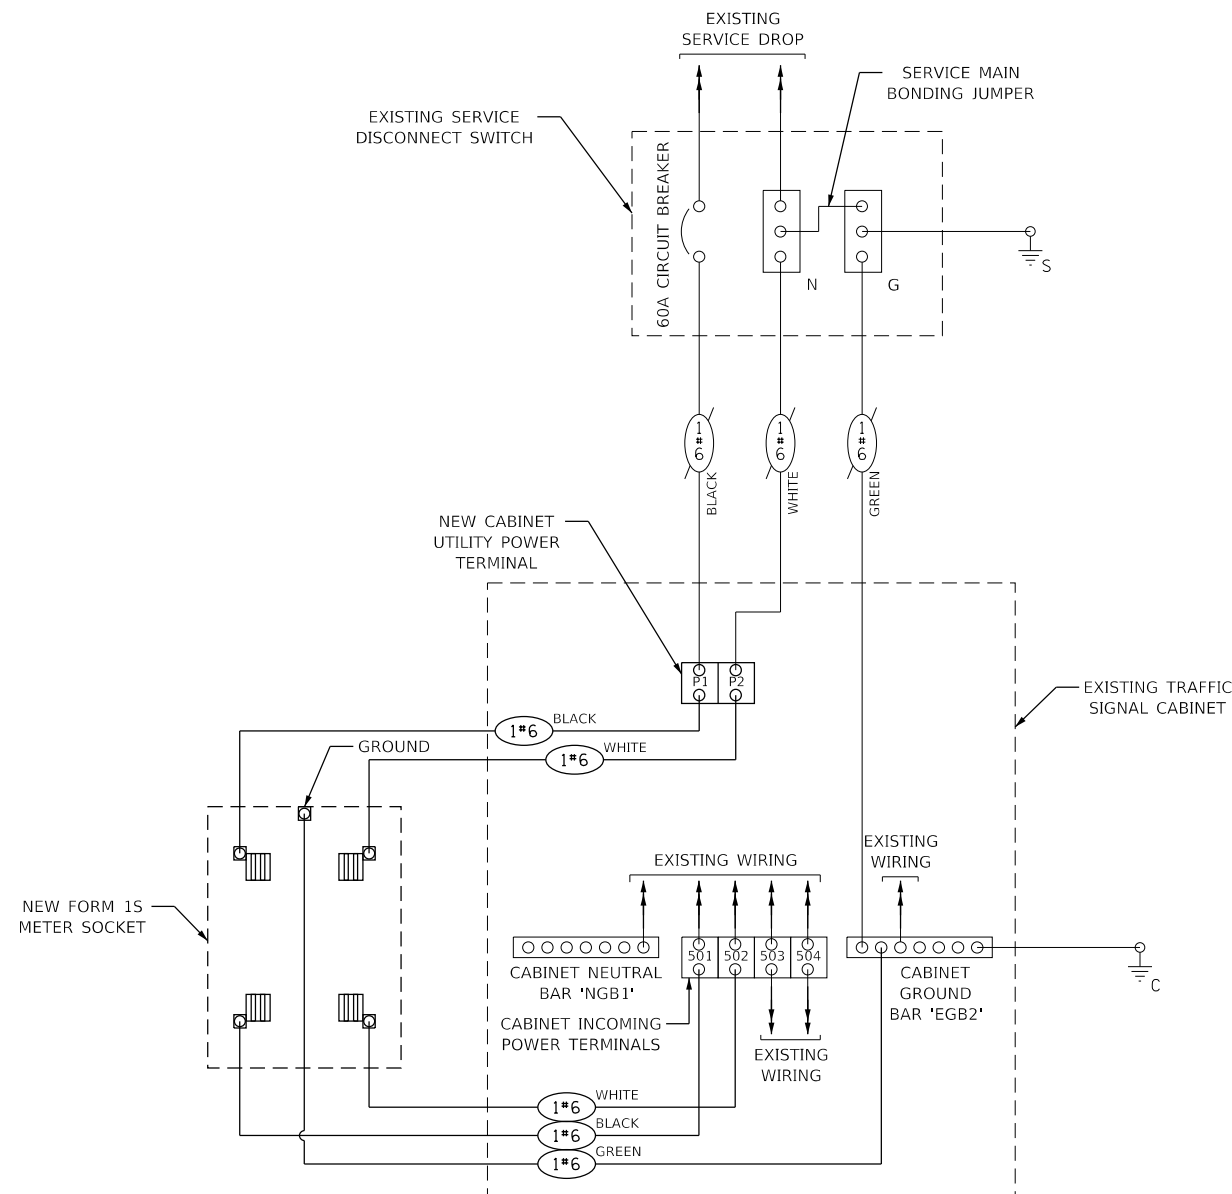 EXISTING
SERVICE DROP
SERVICE MAIN
BONDING JUMPER
EXISTING SERVICE
DISCONNECT SWITCH
60A CIRCUIT BREAKER
N
G
S
1#6
BLACK
1#6
WHITE
1#6
GREEN
NEW CABINET
UTILITY POWER
TERMINAL
P1
P2
EXISTING TRAFFIC
SIGNAL CABINET
1#6
BLACK
1#6
WHITE
GROUND
NEW FORM 1S
METER SOCKET
EXISTING WIRING
EXISTING
WIRING
501
502
503
504
CABINET NEUTRAL
BAR 'NGB1'
CABINET
GROUND
BAR 'EGB2'
C
CABINET INCOMING
POWER TERMINALS
EXISTING
WIRING
1#6
WHITE
1#6
BLACK
1#6
GREEN